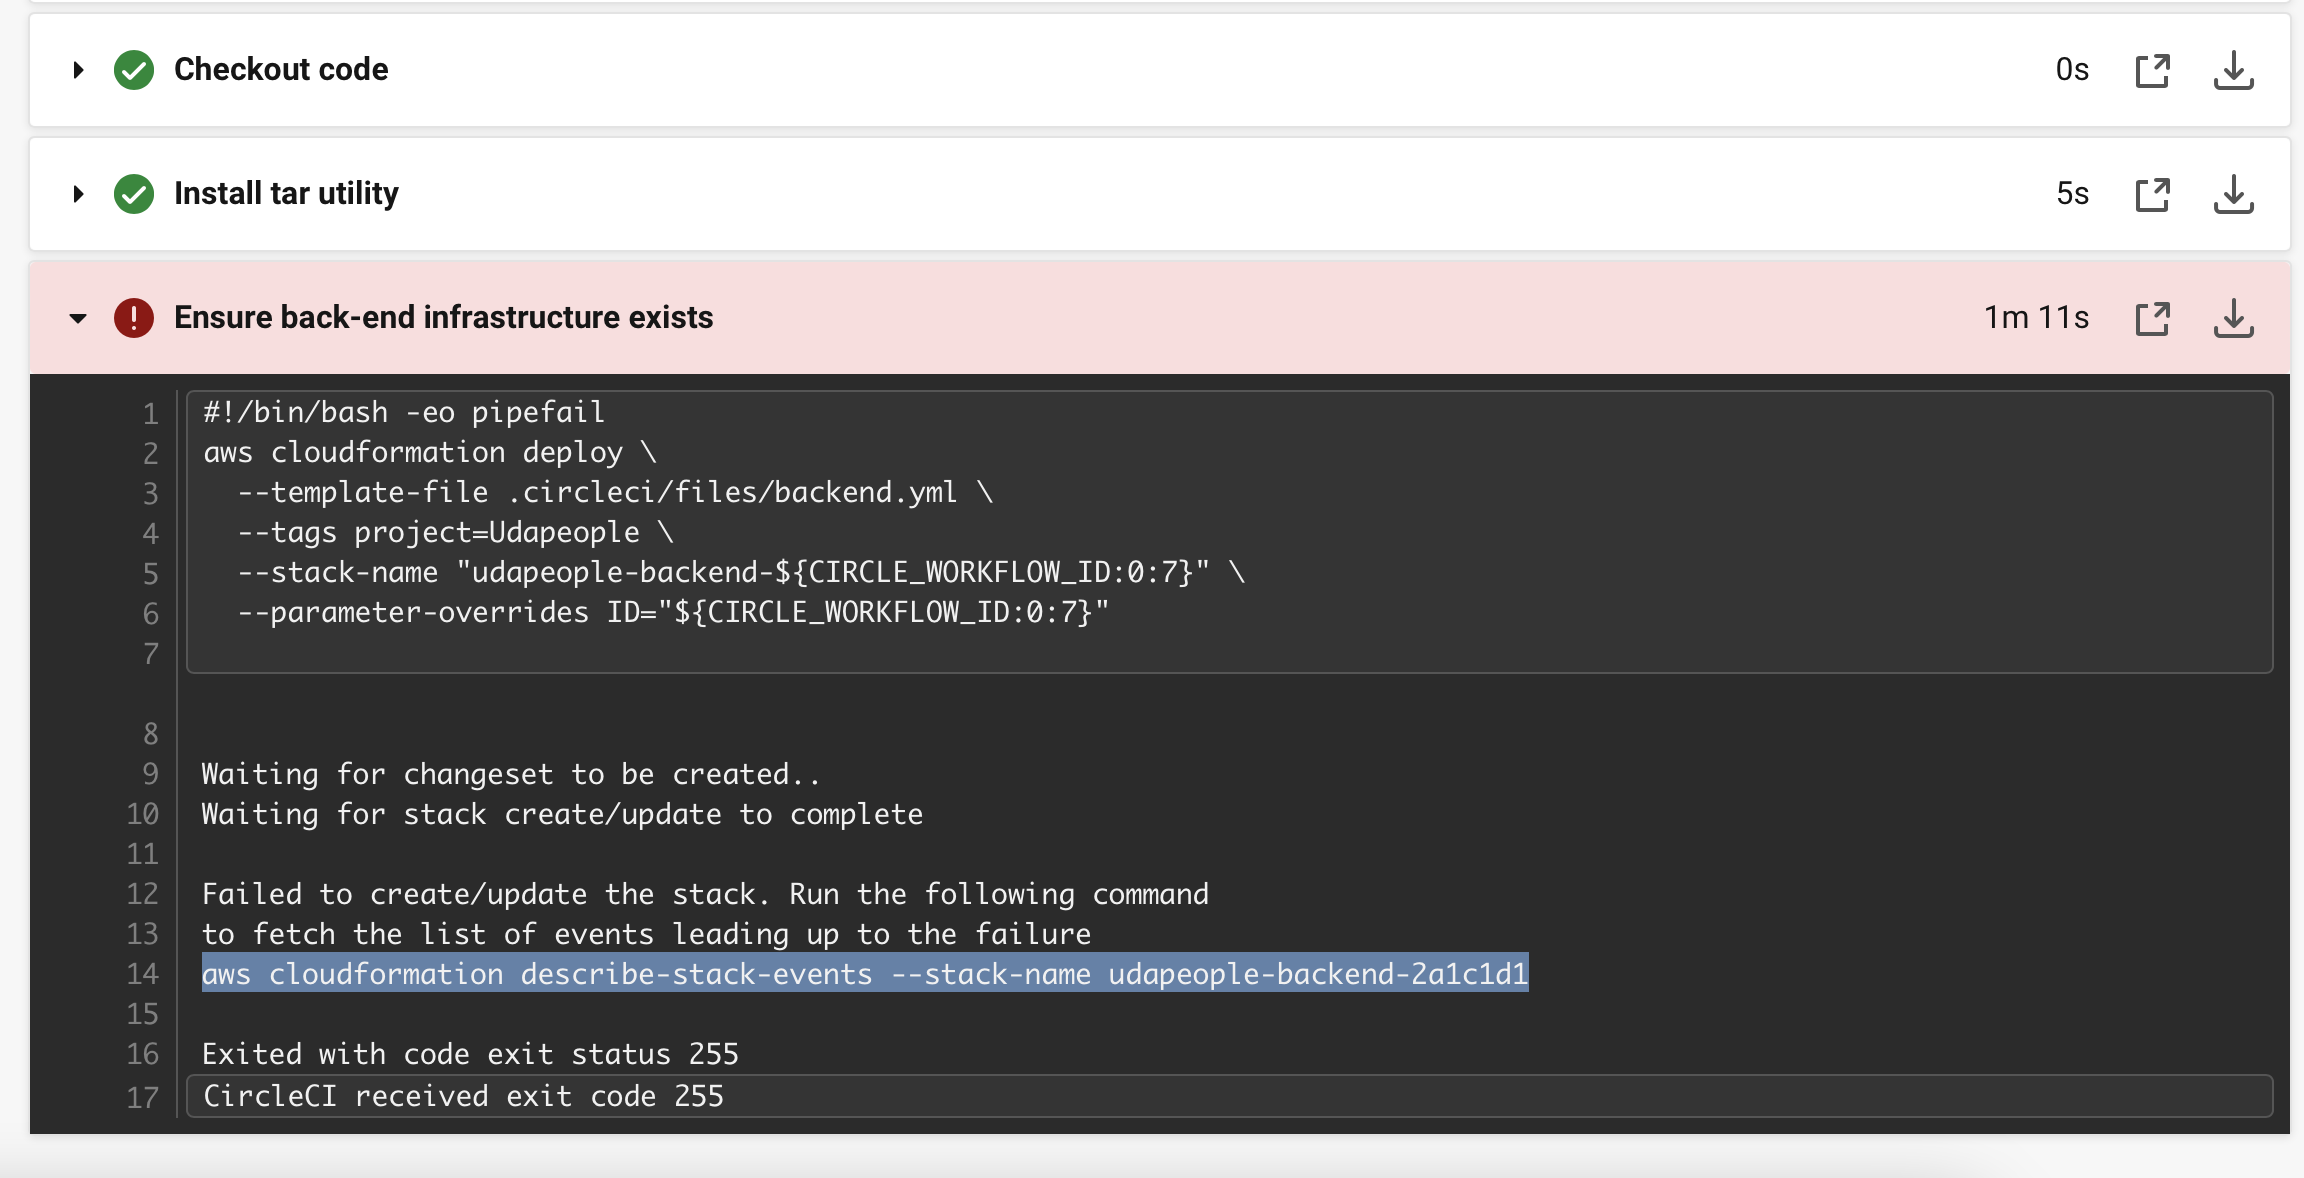 Checkout code 0s
Install tar utility 5s
Ensure back-end infrastructure exists 1m 11s
1 #!/bin/bash -eo pipefail
2 aws cloudformation deploy \
3   --template-file .circleci/files/backend.yml \
4   --tags project=Udapeople \
5   --stack-name "udapeople-backend-${CIRCLE_WORKFLOW_ID:0:7}" \
6   --parameter-overrides ID="${CIRCLE_WORKFLOW_ID:0:7}"
7
8
9 Waiting for changeset to be created..
10 Waiting for stack create/update to complete
11
12 Failed to create/update the stack. Run the following command
13 to fetch the list of events leading up to the failure
14 aws cloudformation describe-stack-events --stack-name udapeople-backend-2a1c1d1
15
16 Exited with code exit status 255
17 CircleCI received exit code 255